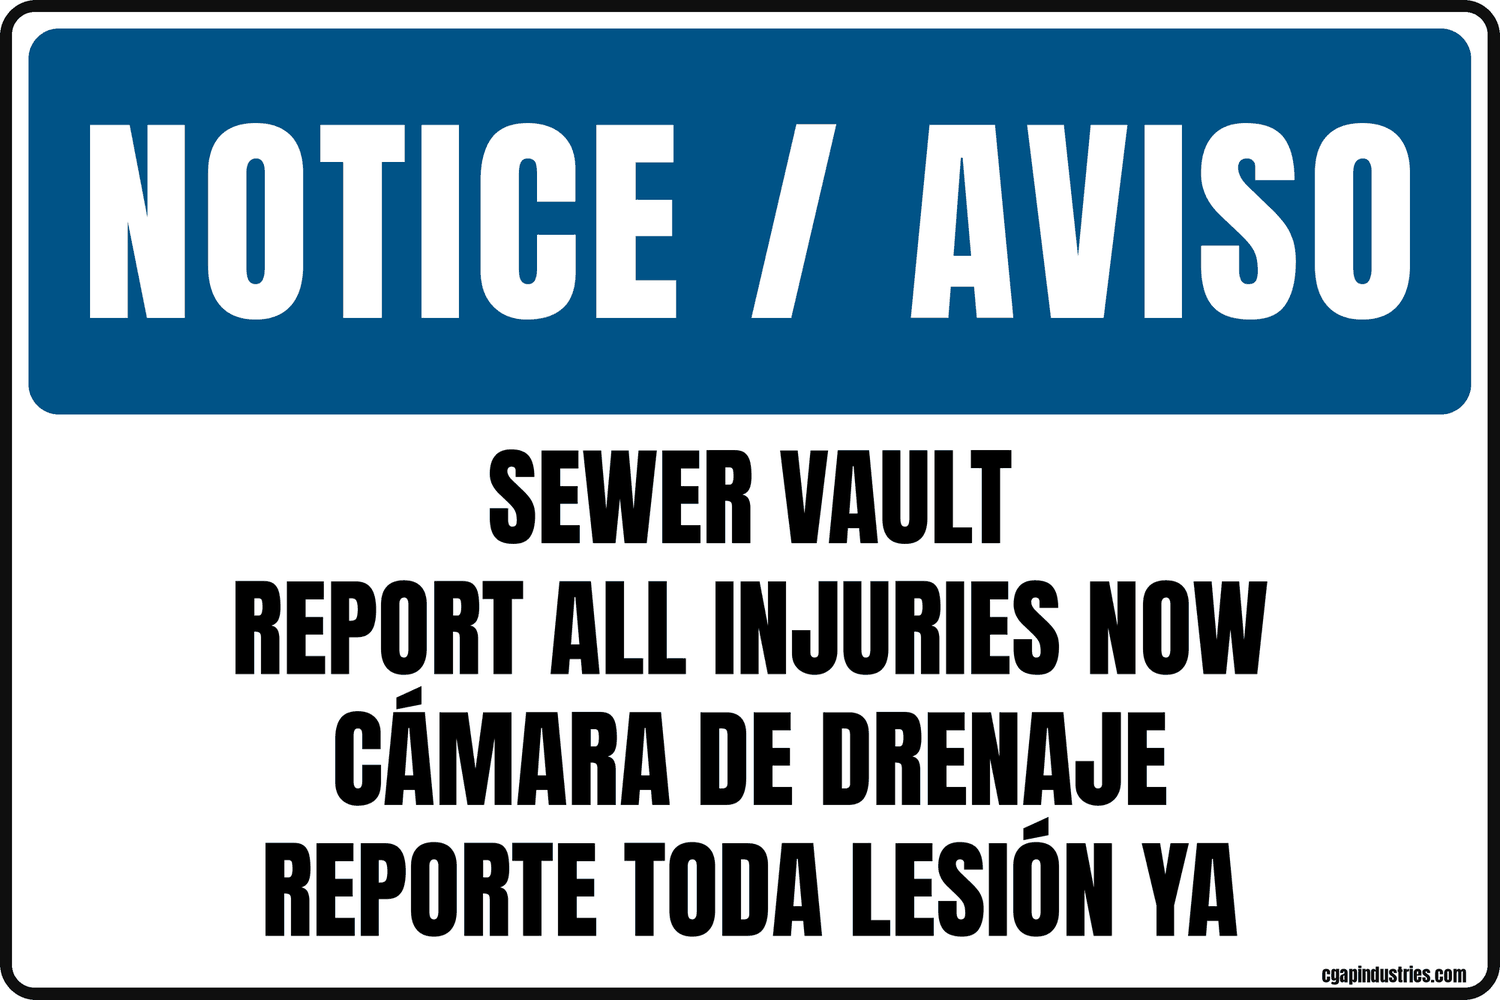 NOTICE / AVISO
SEWER VAULT
REPORT ALL INJURIES NOW
CÁMARA DE DRENAJE
REPORTE TODA LESIÓN YA
cgapindustries.com